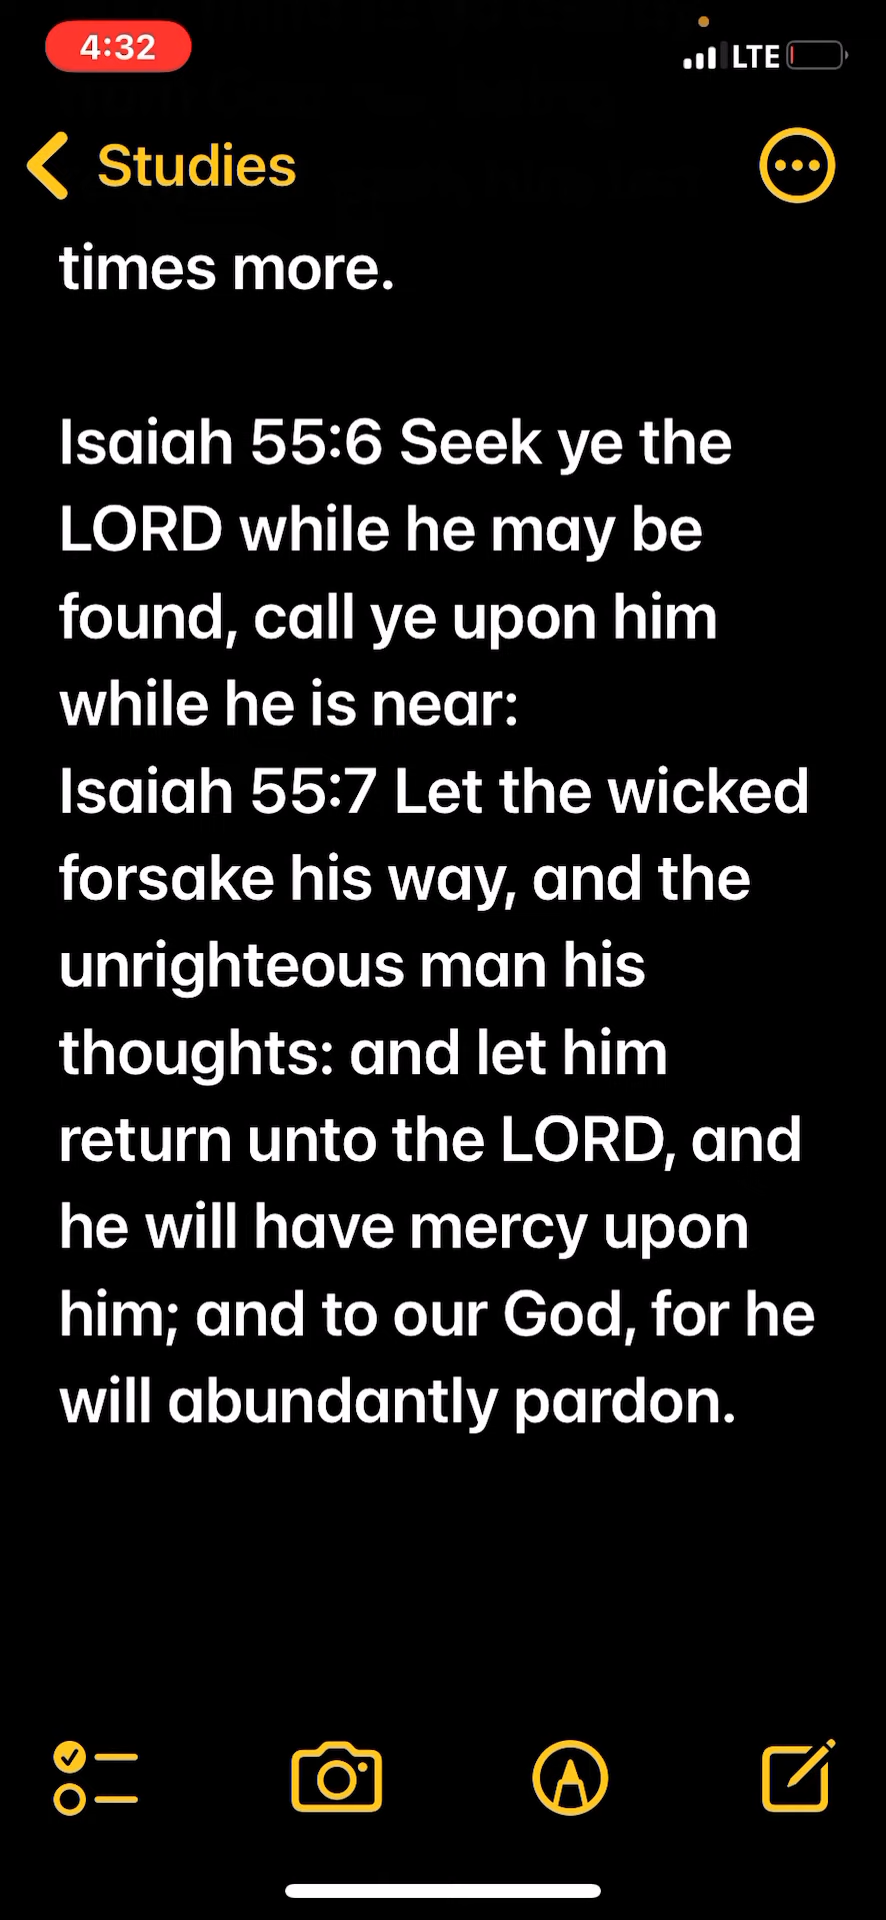 4:32
LTE
Studies
times more.
Isaiah 55:6 Seek ye the
LORD while he may be
found, call ye upon him
while he is near:
Isaiah 55:7 Let the wicked
forsake his way, and the
unrighteous man his
thoughts: and let him
return unto the LORD, and
he will have mercy upon
him; and to our God, for he
will abundantly pardon.